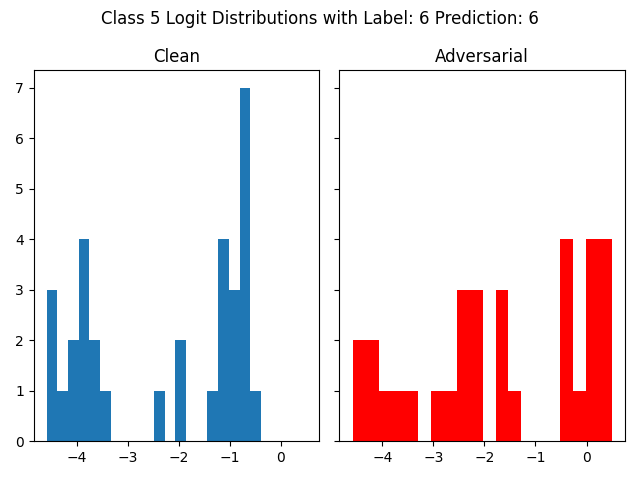 Class 5 Logit Distributions with Label: 6 Prediction: 6
Clean
Adversarial
7
6
5
4
3
2
1
0
−4 −3 −2 −1 0
−4 −3 −2 −1 0